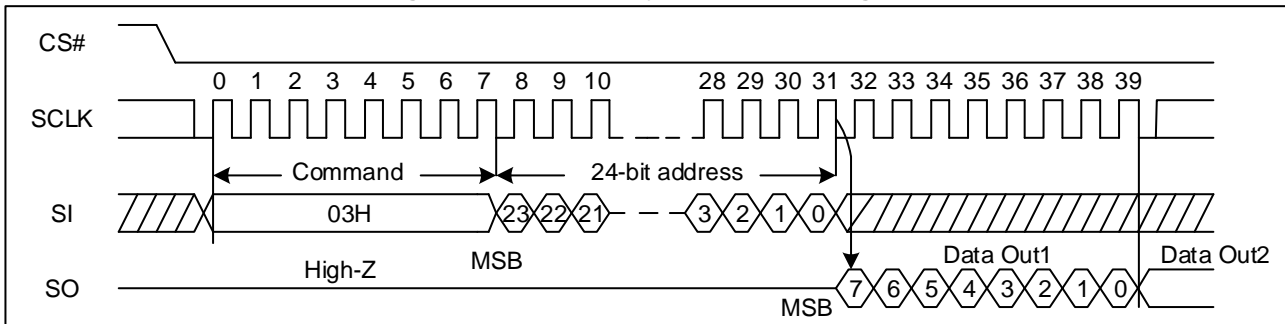 CS#
0 1 2 3 4 5 6 7 8 9 10 28 29 30 31 32 33 34 35 36 37 38 39
SCLK
Command 24-bit address
SI 03H 23 22 21 3 2 1 0
High-Z MSB Data Out1 Data Out2
SO 7 6 5 4 3 2 1 0
MSB